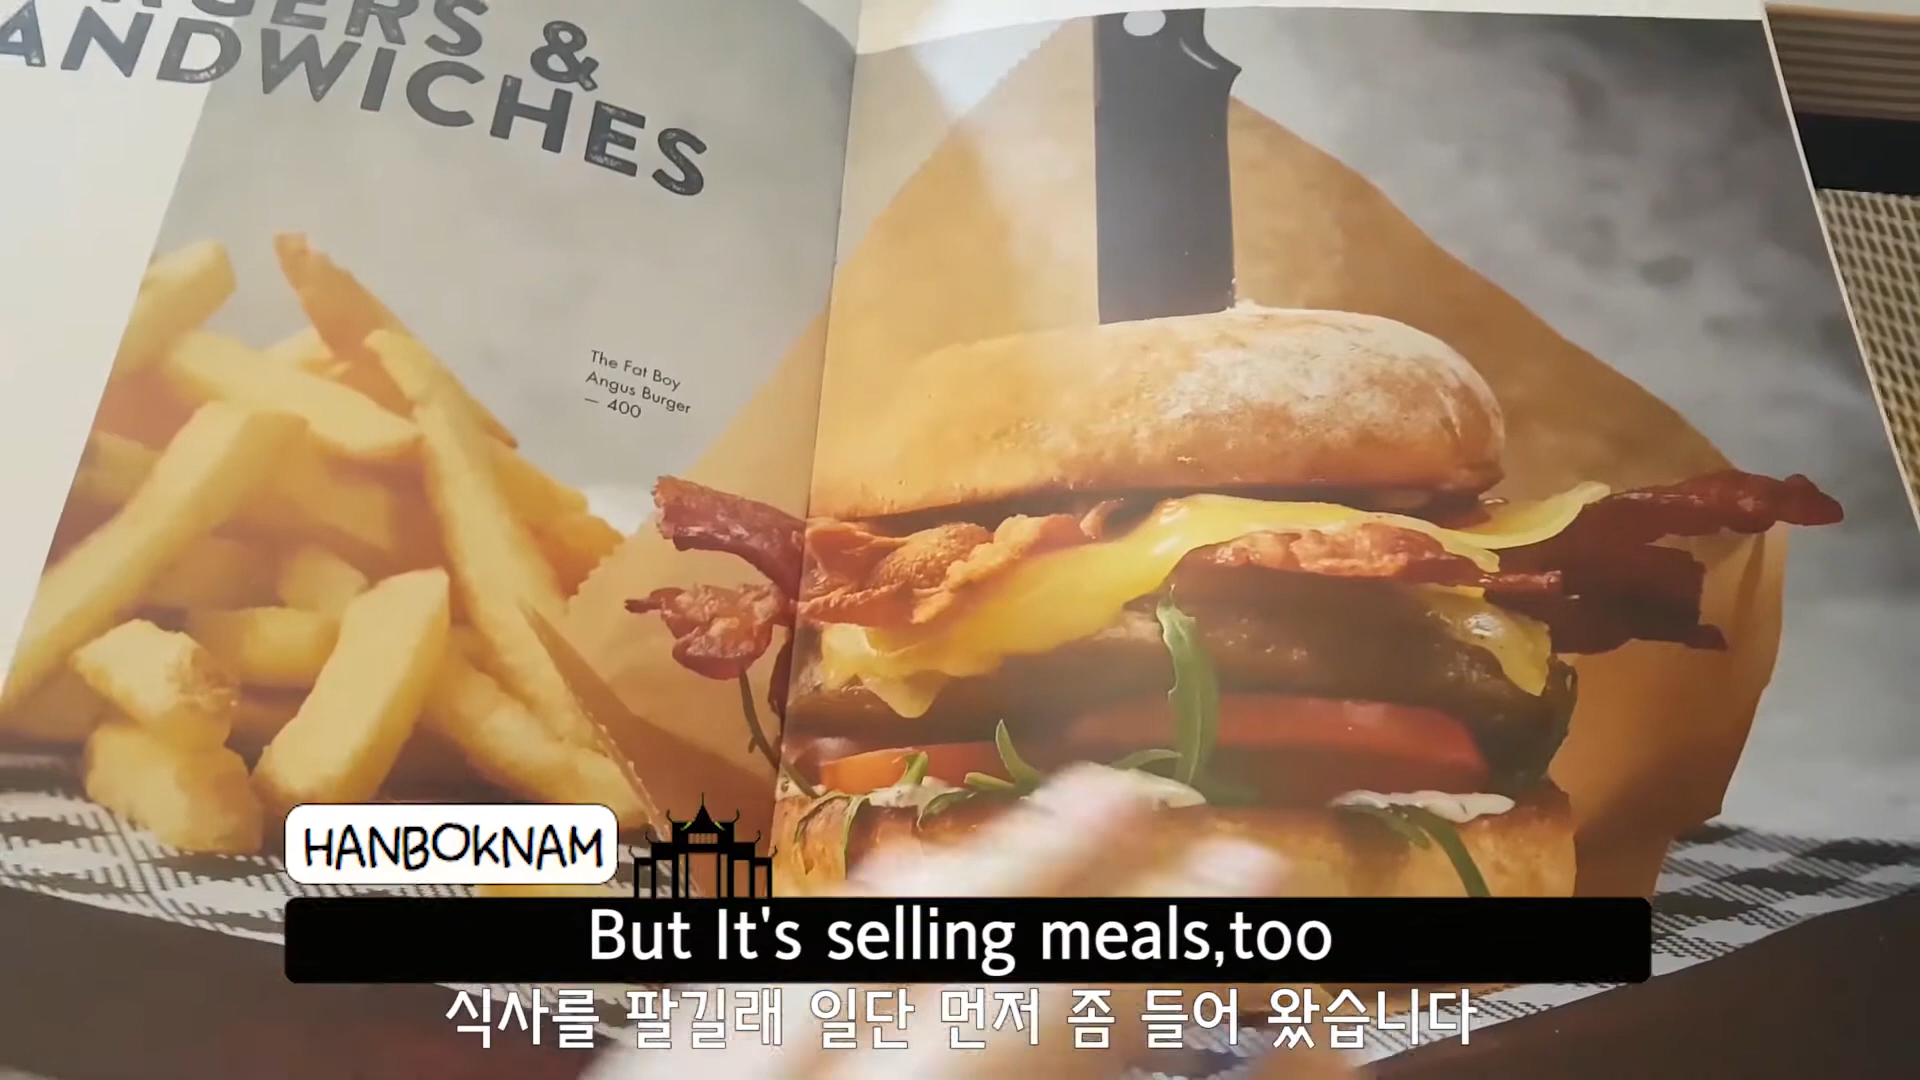 &
ANDWICHES
The Fat Boy
Angus Burger
— 400
HANBOKNAM
But It's selling meals,too
식사를 팔길래 일단 먼저 좀 들어 왔습니다